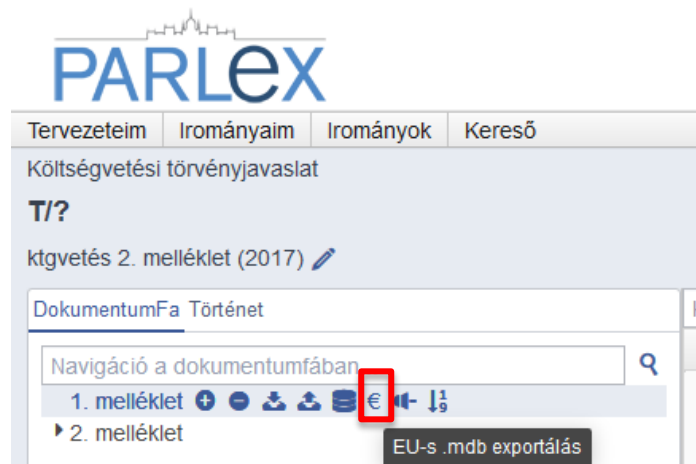 PARLEX
Tervezeteim Irományaim Irományok Kereső
Költségvetési törvényjavaslat
T/?
ktgvetés 2. melléklet (2017)
DokumentumFa Történet
Navigáció a dokumentumfában
1. melléklet €
2. melléklet
EU-s .mdb exportálás